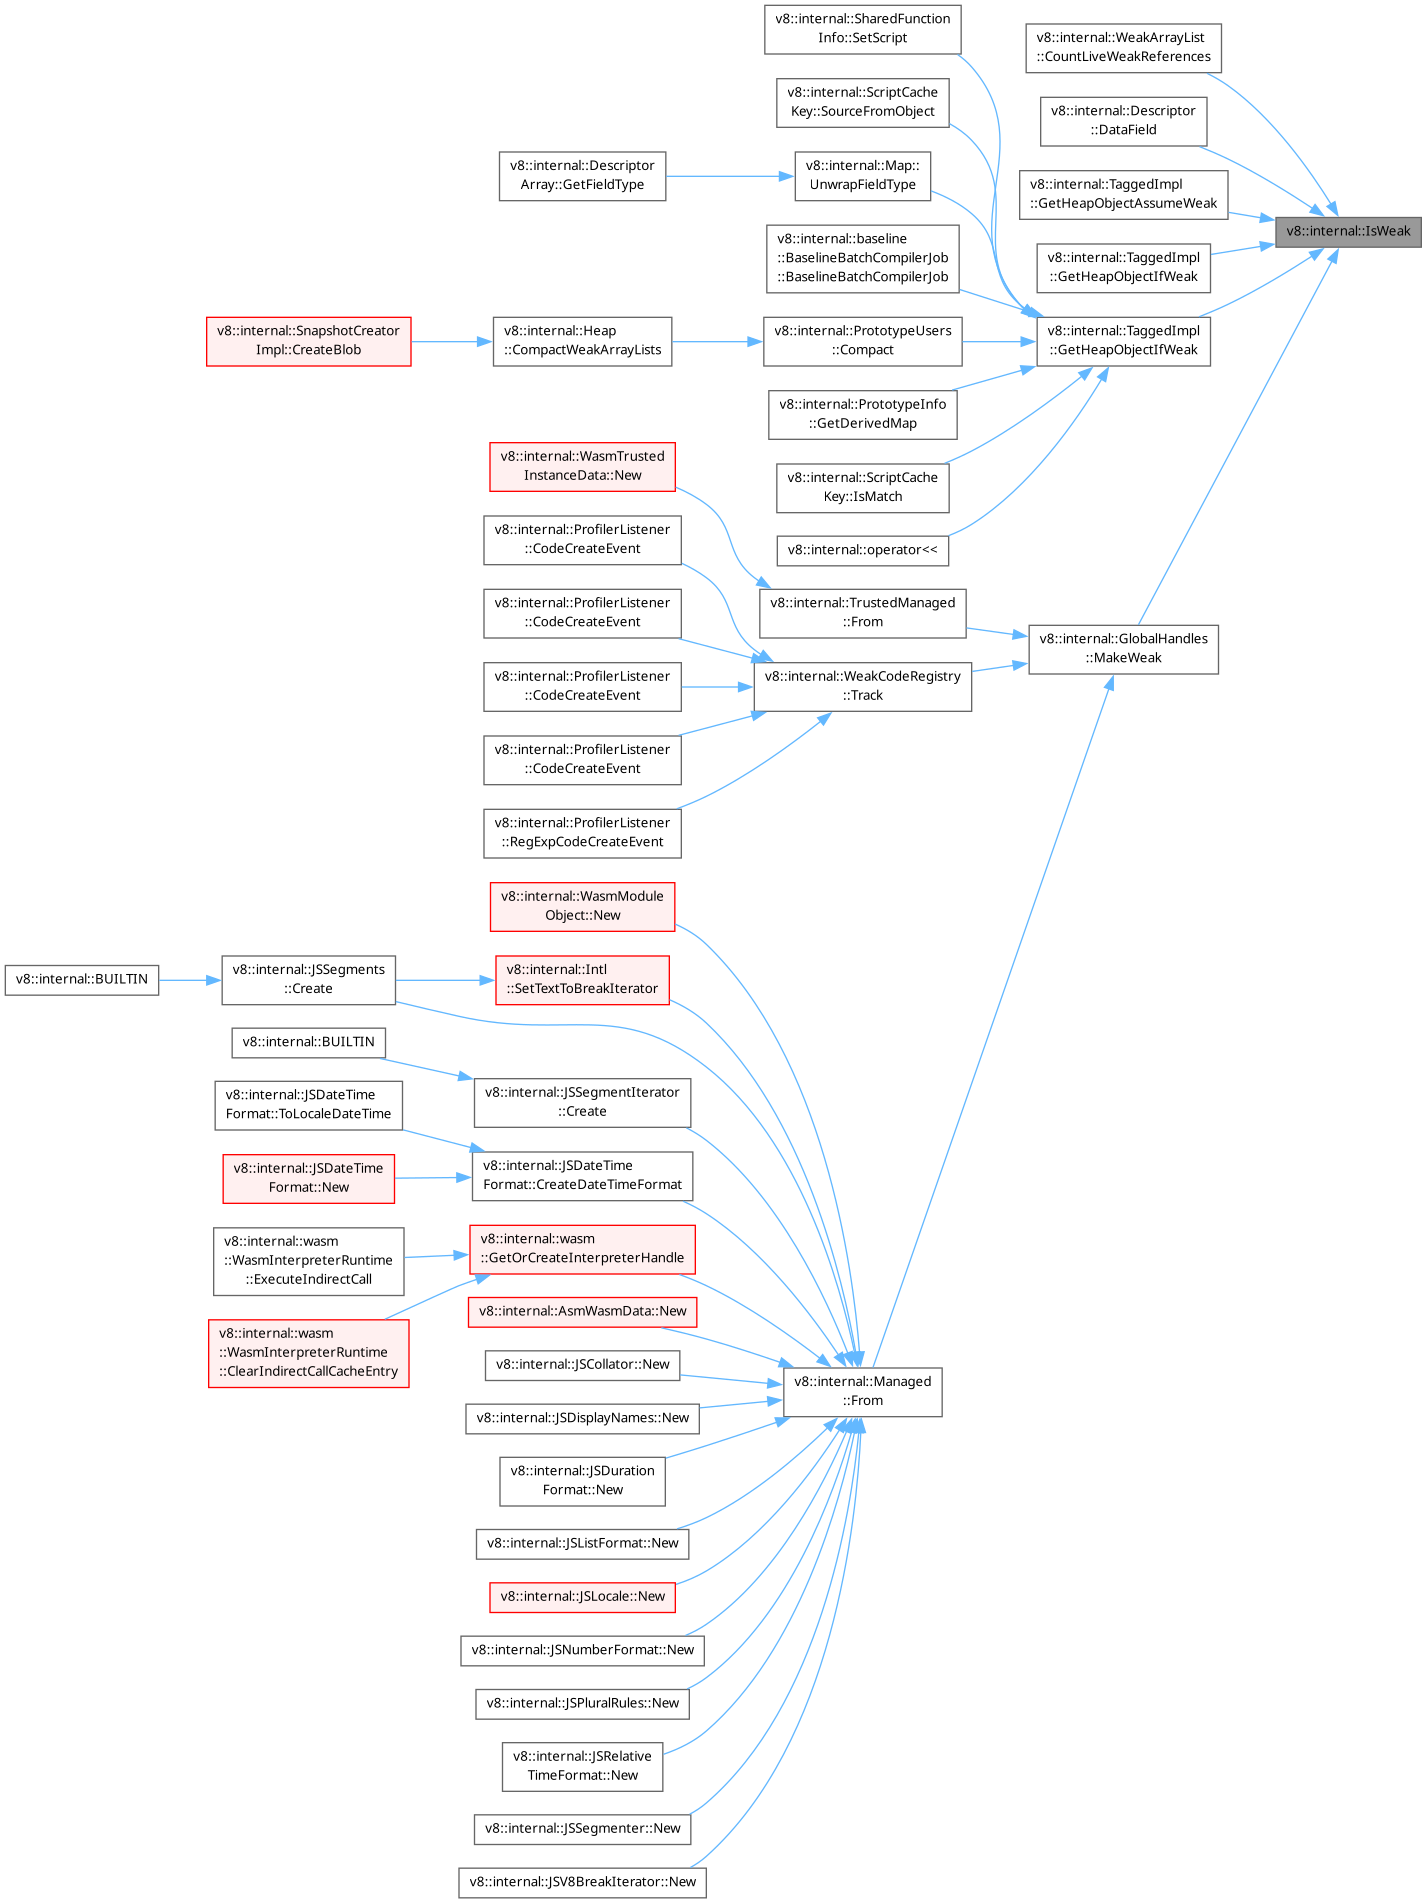 v8::internal::SharedFunction
Info::SetScript
v8::internal::WeakArrayList
::CountLiveWeakReferences
v8::internal::ScriptCache
Key::SourceFromObject
v8::internal::Descriptor
::DataField
v8::internal::Descriptor
Array::GetFieldType
v8::internal::Map::
UnwrapFieldType
v8::internal::TaggedImpl
::GetHeapObjectAssumeWeak
v8::internal::IsWeak
v8::internal::baseline
::BaselineBatchCompilerJob
::BaselineBatchCompilerJob
v8::internal::TaggedImpl
::GetHeapObjectIfWeak
v8::internal::SnapshotCreator
Impl::CreateBlob
v8::internal::Heap
::CompactWeakArrayLists
v8::internal::PrototypeUsers
::Compact
v8::internal::TaggedImpl
::GetHeapObjectIfWeak
v8::internal::PrototypeInfo
::GetDerivedMap
v8::internal::WasmTrusted
InstanceData::New
v8::internal::ScriptCache
Key::IsMatch
v8::internal::ProfilerListener
::CodeCreateEvent
v8::internal::operator<<
v8::internal::ProfilerListener
::CodeCreateEvent
v8::internal::TrustedManaged
::From
v8::internal::GlobalHandles
::MakeWeak
v8::internal::ProfilerListener
::CodeCreateEvent
v8::internal::WeakCodeRegistry
::Track
v8::internal::ProfilerListener
::CodeCreateEvent
v8::internal::ProfilerListener
::RegExpCodeCreateEvent
v8::internal::WasmModule
Object::New
v8::internal::BUILTIN
v8::internal::JSSegments
::Create
v8::internal::Intl
::SetTextToBreakIterator
v8::internal::BUILTIN
v8::internal::JSSegmentIterator
::Create
v8::internal::JSDateTime
Format::ToLocaleDateTime
v8::internal::JSDateTime
Format::New
v8::internal::JSDateTime
Format::CreateDateTimeFormat
v8::internal::wasm
::WasmInterpreterRuntime
::ExecuteIndirectCall
v8::internal::wasm
::GetOrCreateInterpreterHandle
v8::internal::wasm
::WasmInterpreterRuntime
::ClearIndirectCallCacheEntry
v8::internal::AsmWasmData::New
v8::internal::JSCollator::New
v8::internal::Managed
::From
v8::internal::JSDisplayNames::New
v8::internal::JSDuration
Format::New
v8::internal::JSListFormat::New
v8::internal::JSLocale::New
v8::internal::JSNumberFormat::New
v8::internal::JSPluralRules::New
v8::internal::JSRelative
TimeFormat::New
v8::internal::JSSegmenter::New
v8::internal::JSV8BreakIterator::New